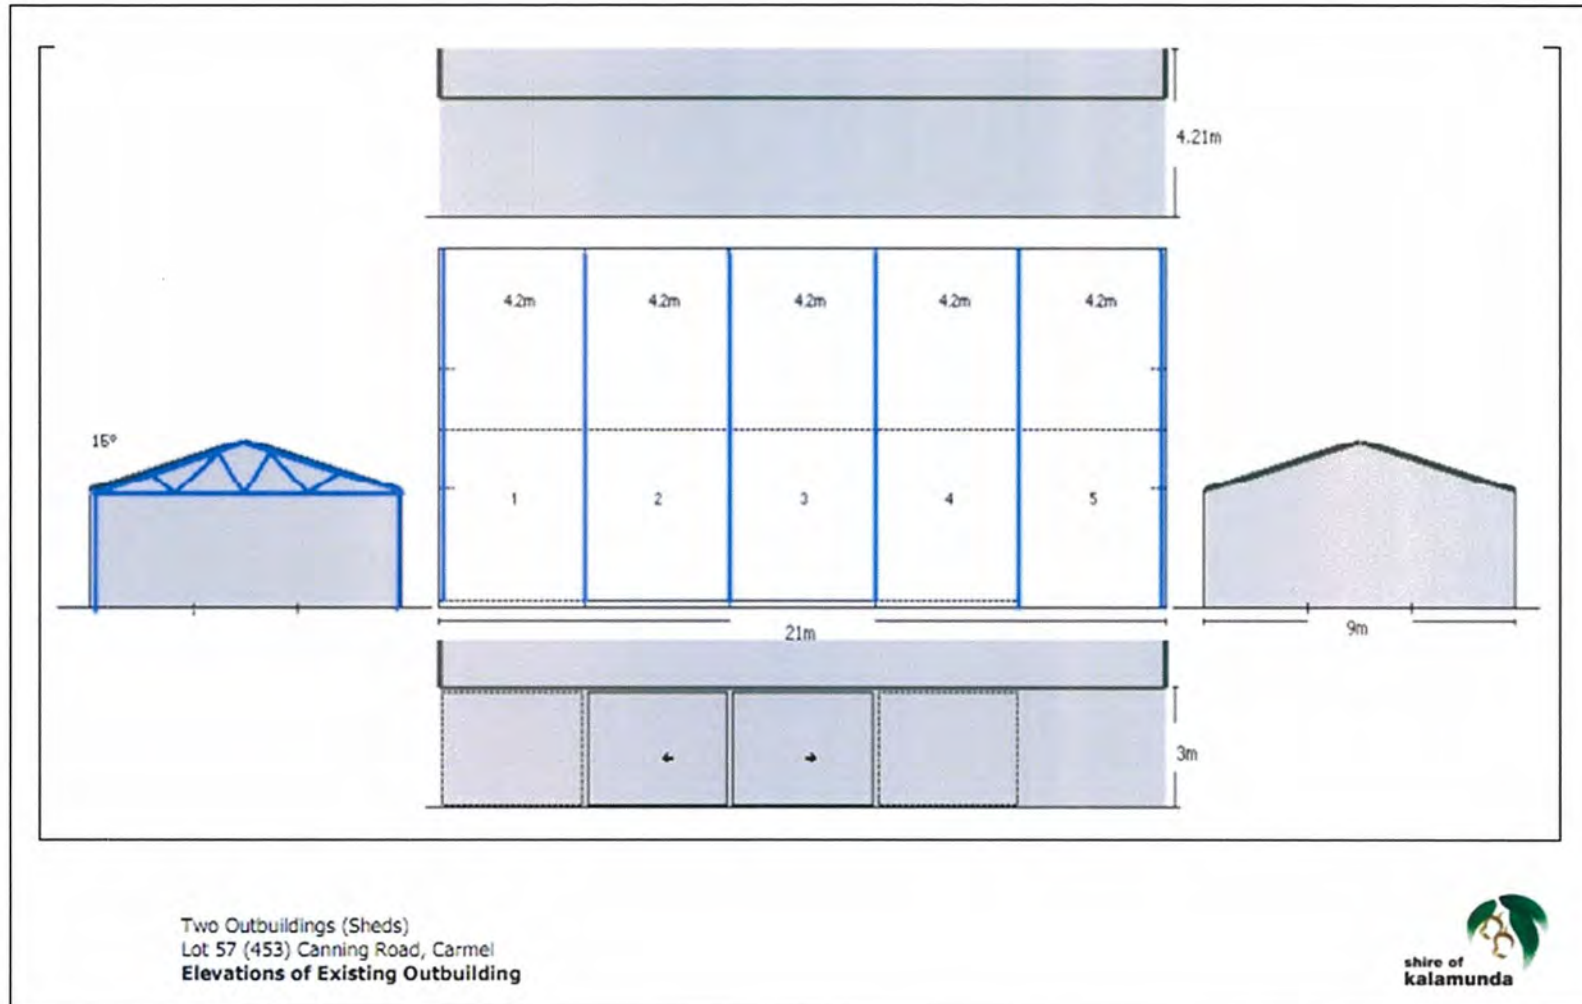 4.21m
4.2m 4.2m 4.2m 4.2m 4.2m
15°
1 2 3 4 5
21m
9m
3m
Two Outbuildings (Sheds)
Lot 57 (453) Canning Road, Carmel
Elevations of Existing Outbuilding
shire of
kalamunda